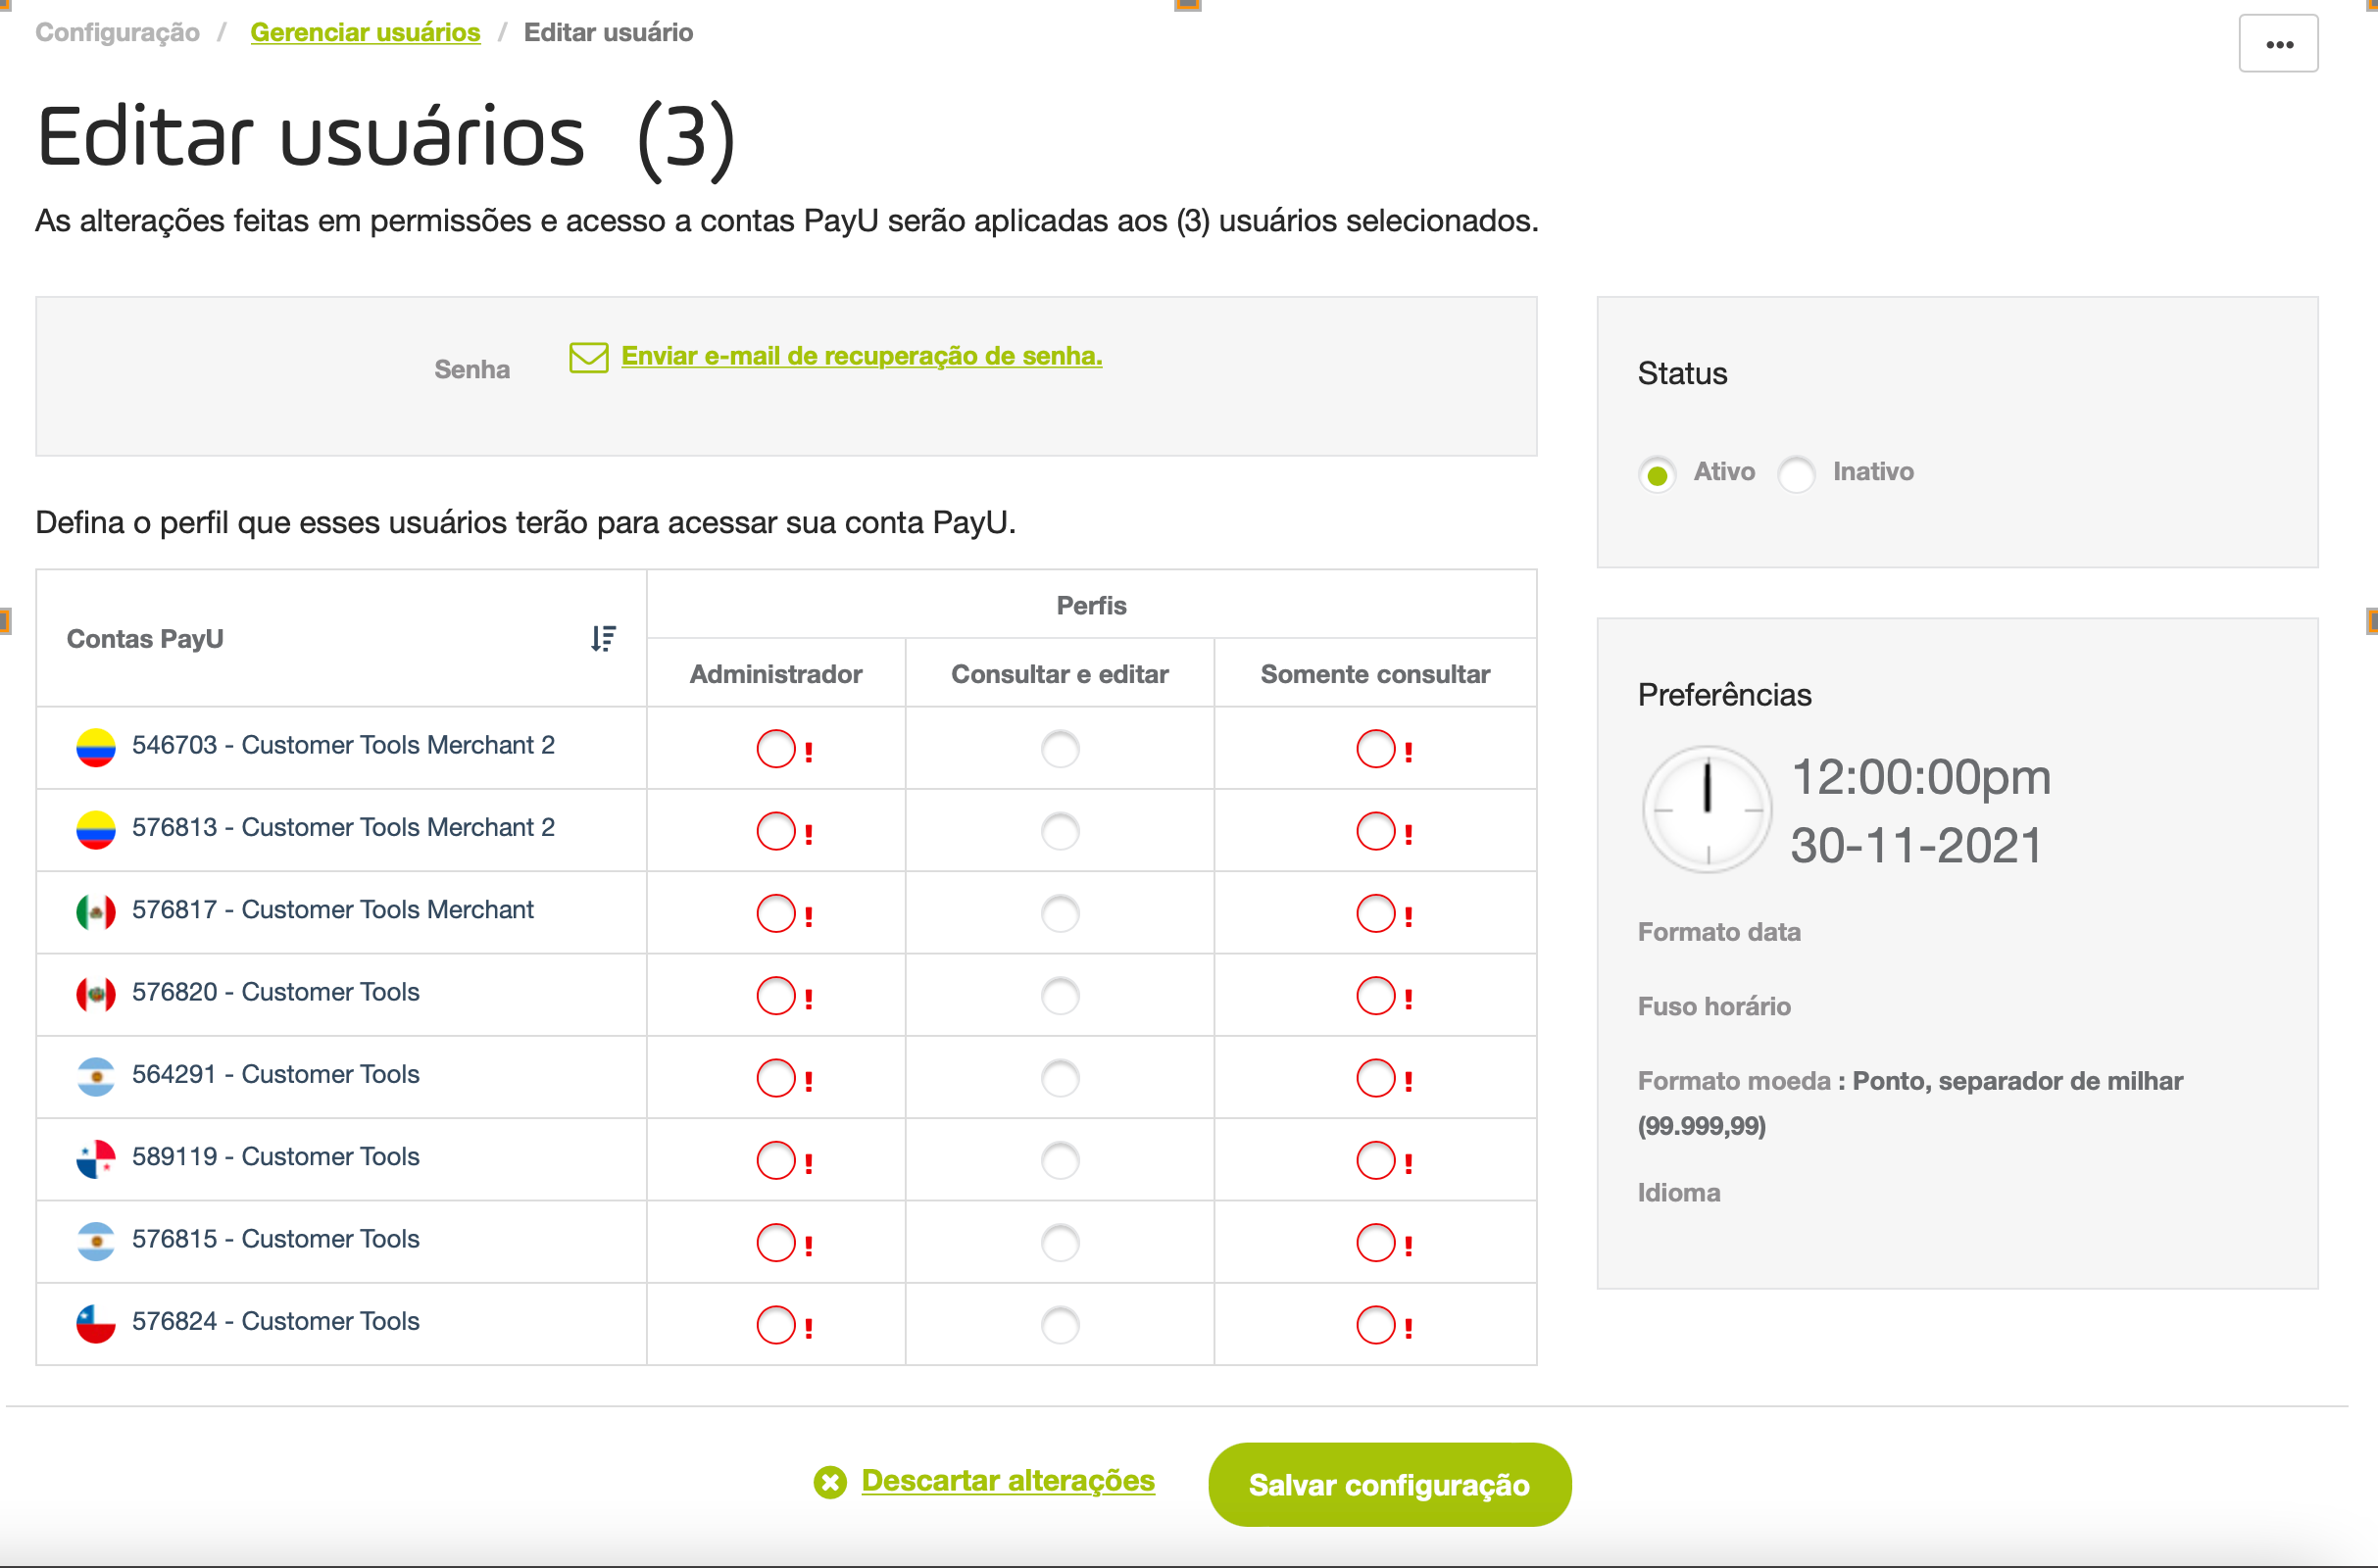 Configuração / Gerenciar usuários / Editar usuário
Editar usuários (3)
As alterações feitas em permissões e acesso a contas PayU serão aplicadas aos (3) usuários selecionados.
Senha
Enviar e-mail de recuperação de senha.
Defina o perfil que esses usuários terão para acessar sua conta PayU.
Contas PayU
Perfis
Administrador
Consultar e editar
Somente consultar
546703 - Customer Tools Merchant 2
!
!
576813 - Customer Tools Merchant 2
!
!
576817 - Customer Tools Merchant
!
!
576820 - Customer Tools
!
!
564291 - Customer Tools
!
!
589119 - Customer Tools
!
!
576815 - Customer Tools
!
!
576824 - Customer Tools
!
!
Status
Ativo
Inativo
Preferências
12:00:00pm
30-11-2021
Formato data
Fuso horário
Formato moeda : Ponto, separador de milhar
(99.999,99)
Idioma
Descartar alterações
Salvar configuração